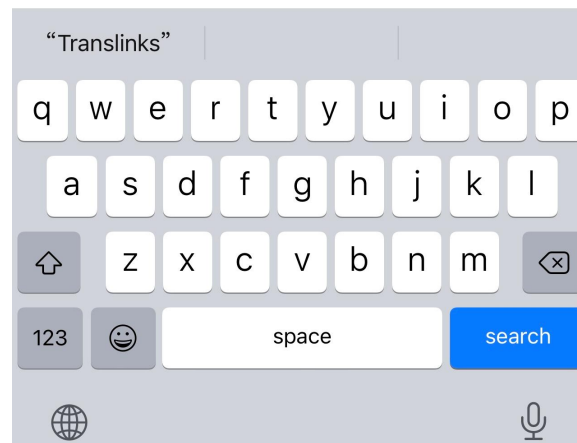 “Translinks”
q w e r t y u i o p
a s d f g h j k l
z x c v b n m
123 space search